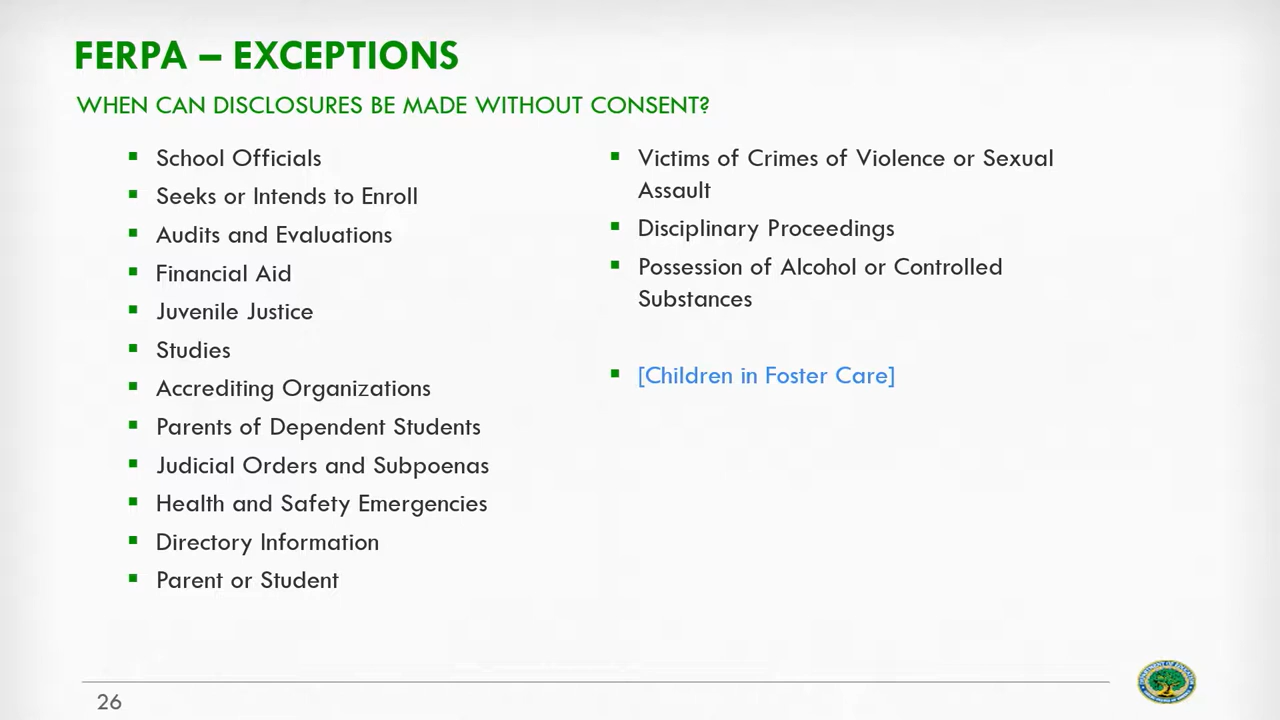 FERPA – EXCEPTIONS
WHEN CAN DISCLOSURES BE MADE WITHOUT CONSENT?
School Officials
Seeks or Intends to Enroll
Audits and Evaluations
Financial Aid
Juvenile Justice
Studies
Accrediting Organizations
Parents of Dependent Students
Judicial Orders and Subpoenas
Health and Safety Emergencies
Directory Information
Parent or Student
Victims of Crimes of Violence or Sexual
Assault
Disciplinary Proceedings
Possession of Alcohol or Controlled
Substances
[Children in Foster Care]
26